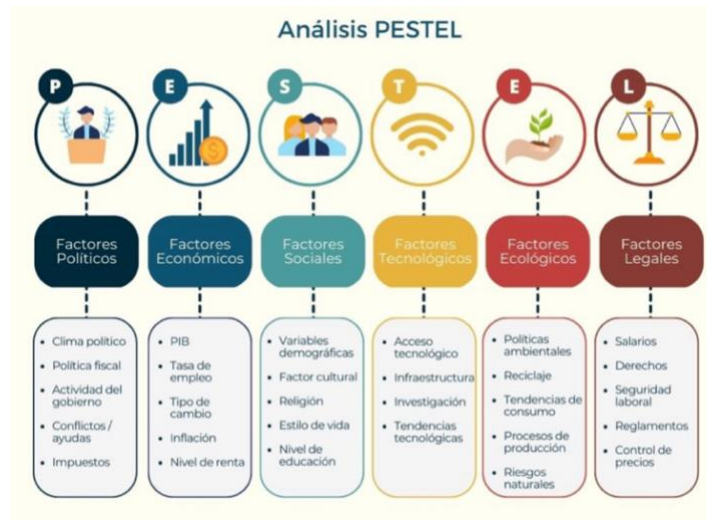 Análisis PESTEL
P
E
S
T
E
L
Factores
Políticos
Factores
Económicos
Factores
Sociales
Factores
Tecnológicos
Factores
Ecológicos
Factores
Legales
• Clima político
• Política fiscal
• Actividad del
gobierno
• Conflictos /
ayudas
• Impuestos
• PIB
• Tasa de
empleo
• Tipo de
cambio
• Inflación
• Nivel de renta
• Variables
demográficas
• Factor cultural
• Religión
• Estilo de vida
• Nivel de
educación
• Acceso
tecnológico
• Infraestructura
• Investigación
• Tendencias
tecnológicas
• Políticas
ambientales
• Reciclaje
• Tendencias de
consumo
• Procesos de
producción
• Riesgos
naturales
• Salarios
• Derechos
• Seguridad
laboral
• Reglamentos
• Control de
precios